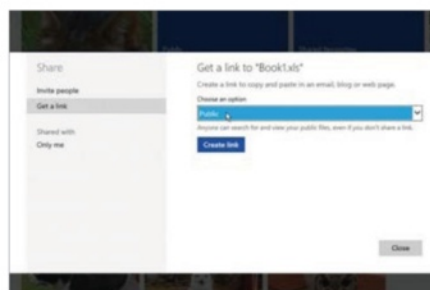 Public
Share
Invite people
Get a link
Shared with
Only me
Get a link to "Book1.xls"
Create a link to copy and paste in an email, blog or web page.
Choose an option
Public
Anyone can search for and view your public files, even if you don't share a link.
Create link
Close